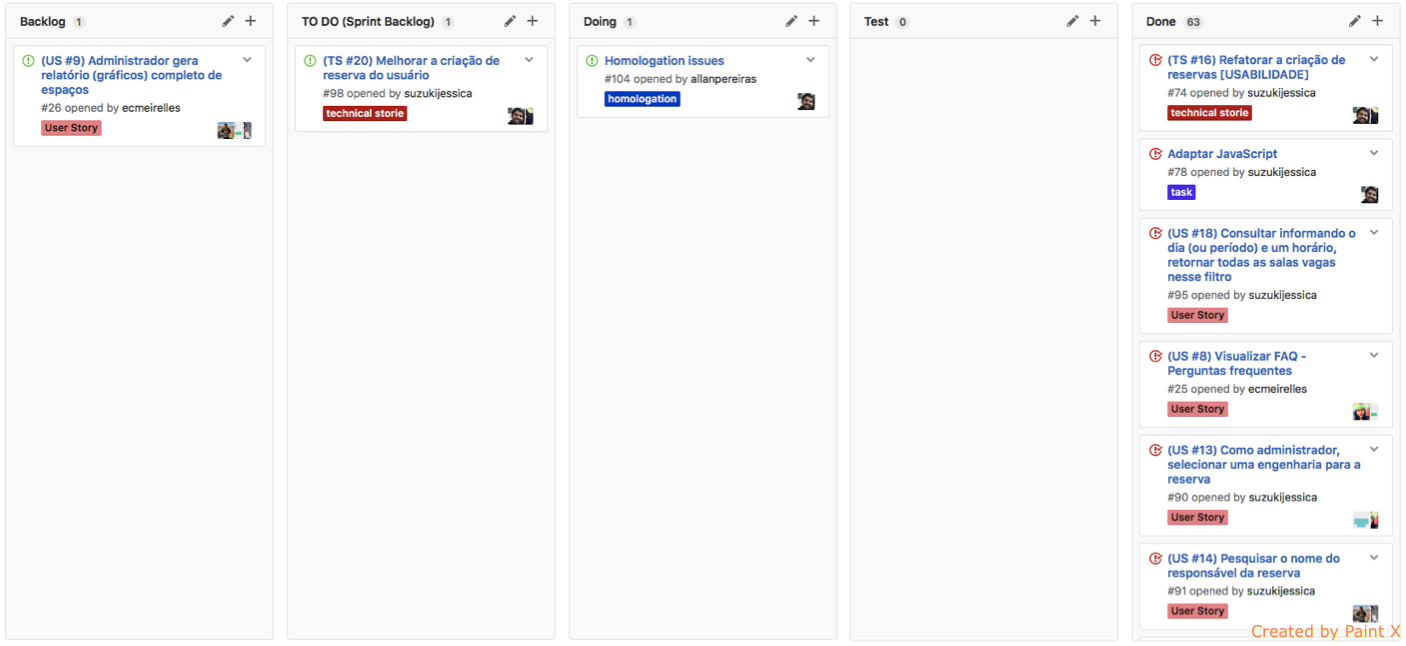 Backlog 1
(US #9) Administrador gera
relatório (gráficos) completo de
espaços
#26 opened by ecmeirelles
User Story
TO DO (Sprint Backlog) 1
(TS #20) Melhorar a criação de
reserva do usuário
#98 opened by suzukijessica
technical storie
Doing 1
Homologation issues
#104 opened by allanpereiras
homologation
Test 0
Done 63
(TS #16) Refatorar a criação de
reservas [USABILIDADE]
#74 opened by suzukijessica
technical storie
Adaptar JavaScript
#78 opened by suzukijessica
task
(US #18) Consultar informando o
dia (ou período) e um horário,
retornar todas as salas vagas
nesse filtro
#95 opened by suzukijessica
User Story
(US #8) Visualizar FAQ -
Perguntas frequentes
#25 opened by ecmeirelles
User Story
(US #13) Como administrador,
selecionar uma engenharia para a
reserva
#90 opened by suzukijessica
User Story
(US #14) Pesquisar o nome do
responsável da reserva
#91 opened by suzukijessica
User Story
Created by Paint X